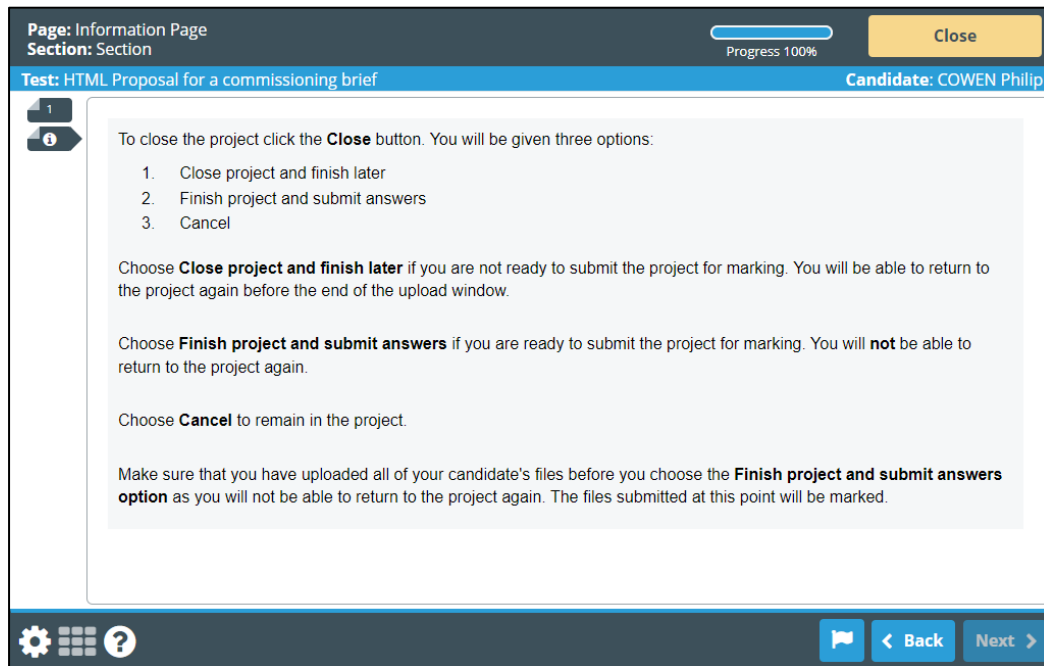 Page: Information Page
Section: Section
Progress 100%
Close
Test: HTML Proposal for a commissioning brief
Candidate: COWEN Philip
1
To close the project click the Close button. You will be given three options:
1. Close project and finish later
2. Finish project and submit answers
3. Cancel
Choose Close project and finish later if you are not ready to submit the project for marking. You will be able to return to
the project again before the end of the upload window.
Choose Finish project and submit answers if you are ready to submit the project for marking. You will not be able to
return to the project again.
Choose Cancel to remain in the project.
Make sure that you have uploaded all of your candidate's files before you choose the Finish project and submit answers
option as you will not be able to return to the project again. The files submitted at this point will be marked.
Back
Next